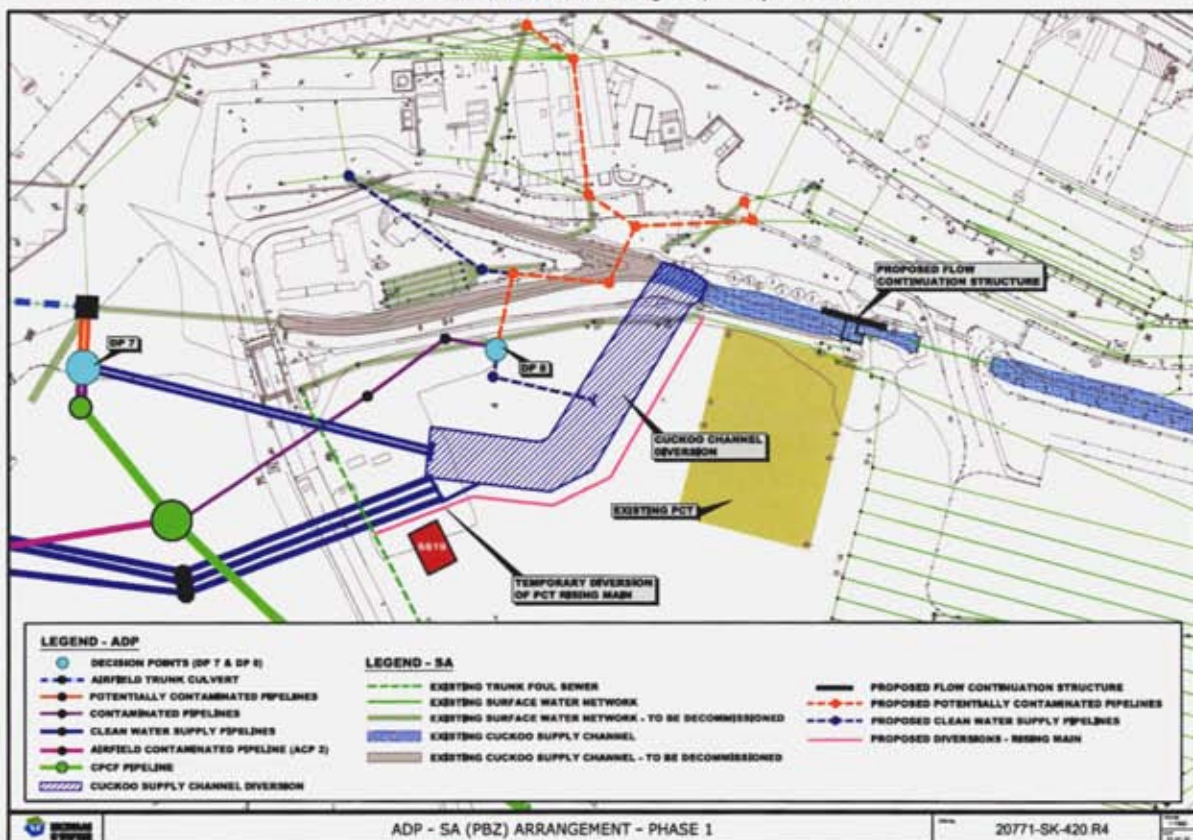 PROPOSED FLOW
CONTINUATION STRUCTURE
DP 7
DP 8
CUCKOO CHANNEL
DIVERSION
EXISTING PCT
SS19
TEMPORARY DIVERSION
OF PCT RISING MAIN
LEGEND - ADP
DECISION POINTS (DP 7 & DP 8)
AIRFIELD TRUNK CULVERT
POTENTIALLY CONTAMINATED PIPELINES
CONTAMINATED PIPELINES
CLEAN WATER SUPPLY PIPELINES
AIRFIELD CONTAMINATED PIPELINE (ACP 2)
CPCF PIPELINE
CUCKOO SUPPLY CHANNEL DIVERSION
LEGEND - SA
EXISTING TRUNK FOUL SEWER
EXISTING SURFACE WATER NETWORK
EXISTING SURFACE WATER NETWORK - TO BE DECOMMISSIONED
EXISTING CUCKOO SUPPLY CHANNEL
EXISTING CUCKOO SUPPLY CHANNEL - TO BE DECOMMISSIONED
PROPOSED FLOW CONTINUATION STRUCTURE
PROPOSED POTENTIALLY CONTAMINATED PIPELINES
PROPOSED CLEAN WATER SUPPLY PIPELINES
PROPOSED DIVERSIONS - RISING MAIN
ADP - SA (PBZ) ARRANGEMENT - PHASE 1
20771-SK-420.R4